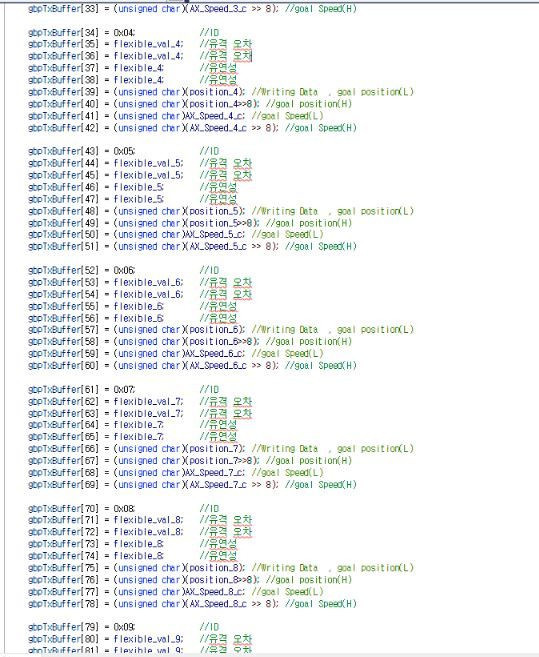 gbpTxBuffer[33] = (unsigned char)(AX_Speed_3_c >> 8); //goal Speed(H)
gbpTxBuffer[34] = 0x04; //ID
gbpTxBuffer[35] = flexible_val_4; //유격 오차
gbpTxBuffer[36] = flexible_val_4; //유격 오차
gbpTxBuffer[37] = flexible_4; //유연성
gbpTxBuffer[38] = flexible_4; //유연성
gbpTxBuffer[39] = (unsigned char)(position_4); //Writing Data , goal position(L)
gbpTxBuffer[40] = (unsigned char)(position_4>>8); //goal position(H)
gbpTxBuffer[41] = (unsigned char)AX_Speed_4_c; //goal Speed(L)
gbpTxBuffer[42] = (unsigned char)(AX_Speed_4_c >> 8); //goal Speed(H)
gbpTxBuffer[43] = 0x05; //ID
gbpTxBuffer[44] = flexible_val_5; //유격 오차
gbpTxBuffer[45] = flexible_val_5; //유격 오차
gbpTxBuffer[46] = flexible_5; //유연성
gbpTxBuffer[47] = flexible_5; //유연성
gbpTxBuffer[48] = (unsigned char)(position_5); //Writing Data , goal position(L)
gbpTxBuffer[49] = (unsigned char)(position_5>>8); //goal position(H)
gbpTxBuffer[50] = (unsigned char)AX_Speed_5_c; //goal Speed(L)
gbpTxBuffer[51] = (unsigned char)(AX_Speed_5_c >> 8); //goal Speed(H)
gbpTxBuffer[52] = 0x06; //ID
gbpTxBuffer[53] = flexible_val_6; //유격 오차
gbpTxBuffer[54] = flexible_val_6; //유격 오차
gbpTxBuffer[55] = flexible_6; //유연성
gbpTxBuffer[56] = flexible_6; //유연성
gbpTxBuffer[57] = (unsigned char)(position_6); //Writing Data , goal position(L)
gbpTxBuffer[58] = (unsigned char)(position_6>>8); //goal position(H)
gbpTxBuffer[59] = (unsigned char)AX_Speed_6_c; //goal Speed(L)
gbpTxBuffer[60] = (unsigned char)(AX_Speed_6_c >> 8); //goal Speed(H)
gbpTxBuffer[61] = 0x07; //ID
gbpTxBuffer[62] = flexible_val_7; //유격 오차
gbpTxBuffer[63] = flexible_val_7; //유격 오차
gbpTxBuffer[64] = flexible_7; //유연성
gbpTxBuffer[65] = flexible_7; //유연성
gbpTxBuffer[66] = (unsigned char)(position_7); //Writing Data , goal position(L)
gbpTxBuffer[67] = (unsigned char)(position_7>>8); //goal position(H)
gbpTxBuffer[68] = (unsigned char)AX_Speed_7_c; //goal Speed(L)
gbpTxBuffer[69] = (unsigned char)(AX_Speed_7_c >> 8); //goal Speed(H)
gbpTxBuffer[70] = 0x08; //ID
gbpTxBuffer[71] = flexible_val_8; //유격 오차
gbpTxBuffer[72] = flexible_val_8; //유격 오차
gbpTxBuffer[73] = flexible_8; //유연성
gbpTxBuffer[74] = flexible_8; //유연성
gbpTxBuffer[75] = (unsigned char)(position_8); //Writing Data , goal position(L)
gbpTxBuffer[76] = (unsigned char)(position_8>>8); //goal position(H)
gbpTxBuffer[77] = (unsigned char)AX_Speed_8_c; //goal Speed(L)
gbpTxBuffer[78] = (unsigned char)(AX_Speed_8_c >> 8); //goal Speed(H)
gbpTxBuffer[79] = 0x09; //ID
gbpTxBuffer[80] = flexible_val_9; //유격 오차
gbpTxBuffer[81] = flexible_val_9; //유격 오차